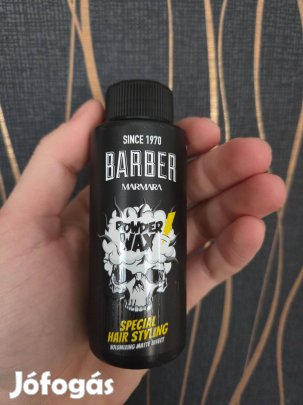 SINCE 1970
BARBER
MARMARA
POWDER
WAX
SPECIAL
HAIR STYLING
VOLUMIZING MATTE EFFECT
Jófogás